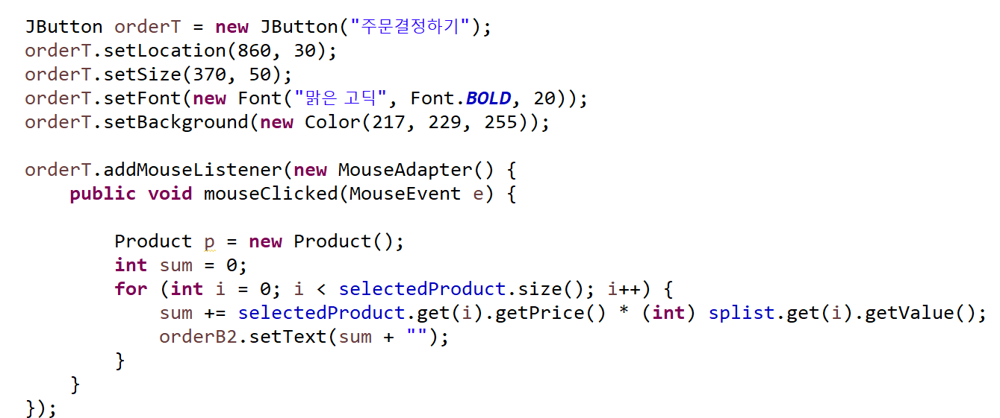 JButton orderT = new JButton("주문결정하기");
orderT.setLocation(860, 30);
orderT.setSize(370, 50);
orderT.setFont(new Font("맑은 고딕", Font.BOLD, 20));
orderT.setBackground(new Color(217, 229, 255));
orderT.addMouseListener(new MouseAdapter() {
public void mouseClicked(MouseEvent e) {
Product p = new Product();
int sum = 0;
for (int i = 0; i < selectedProduct.size(); i++) {
sum += selectedProduct.get(i).getPrice() * (int) splist.get(i).getValue();
orderB2.setText(sum + "");
}
}
});